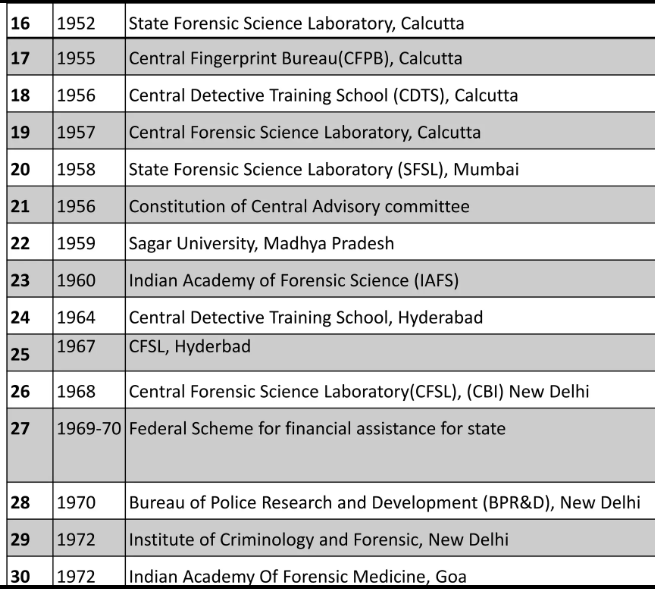 16 1952 State Forensic Science Laboratory, Calcutta
17 1955 Central Fingerprint Bureau(CFPB), Calcutta
18 1956 Central Detective Training School (CDTS), Calcutta
19 1957 Central Forensic Science Laboratory, Calcutta
20 1958 State Forensic Science Laboratory (SFSL), Mumbai
21 1956 Constitution of Central Advisory committee
22 1959 Sagar University, Madhya Pradesh
23 1960 Indian Academy of Forensic Science (IAFS)
24 1964 Central Detective Training School, Hyderabad
25 1967 CFSL, Hyderbad
26 1968 Central Forensic Science Laboratory(CFSL), (CBI) New Delhi
27 1969-70 Federal Scheme for financial assistance for state
28 1970 Bureau of Police Research and Development (BPR&D), New Delhi
29 1972 Institute of Criminology and Forensic, New Delhi
30 1972 Indian Academy Of Forensic Medicine, Goa